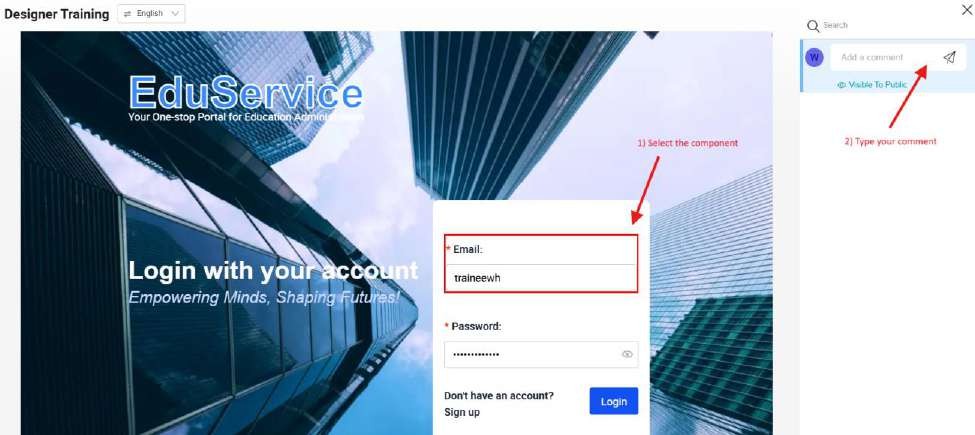 Designer Training
English
Search
W
Add a comment
Visible To Public
2) Type your comment
EduService
Your One-stop Portal for Education Administration
1) Select the component
* Email:
traineewh
Login with your account
Empowering Minds, Shaping Futures!
* Password:
•••••••••••••
Don't have an account?
Sign up
Login